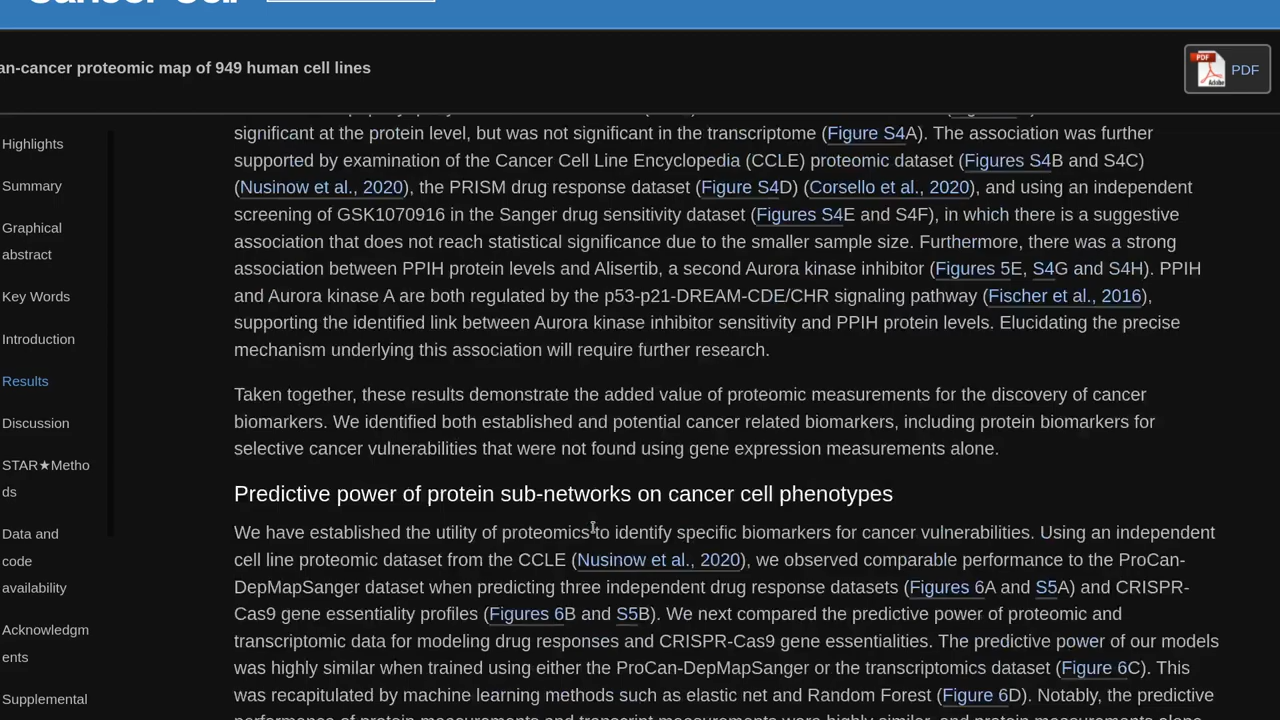 an-cancer proteomic map of 949 human cell lines
PDF
PDF
Adobe
Highlights
Summary
Graphical
abstract
Key Words
Introduction
Results
Discussion
STAR★Metho
ds
Data and
code
availability
Acknowledgm
ents
Supplemental
significant at the protein level, but was not significant in the transcriptome (Figure S4A). The association was further
supported by examination of the Cancer Cell Line Encyclopedia (CCLE) proteomic dataset (Figures S4B and S4C)
(Nusinow et al., 2020), the PRISM drug response dataset (Figure S4D) (Corsello et al., 2020), and using an independent
screening of GSK1070916 in the Sanger drug sensitivity dataset (Figures S4E and S4F), in which there is a suggestive
association that does not reach statistical significance due to the smaller sample size. Furthermore, there was a strong
association between PPIH protein levels and Alisertib, a second Aurora kinase inhibitor (Figures 5E, S4G and S4H). PPIH
and Aurora kinase A are both regulated by the p53-p21-DREAM-CDE/CHR signaling pathway (Fischer et al., 2016),
supporting the identified link between Aurora kinase inhibitor sensitivity and PPIH protein levels. Elucidating the precise
mechanism underlying this association will require further research.
Taken together, these results demonstrate the added value of proteomic measurements for the discovery of cancer
biomarkers. We identified both established and potential cancer related biomarkers, including protein biomarkers for
selective cancer vulnerabilities that were not found using gene expression measurements alone.
Predictive power of protein sub-networks on cancer cell phenotypes
We have established the utility of proteomics to identify specific biomarkers for cancer vulnerabilities. Using an independent
cell line proteomic dataset from the CCLE (Nusinow et al., 2020), we observed comparable performance to the ProCan-
DepMapSanger dataset when predicting three independent drug response datasets (Figures 6A and S5A) and CRISPR-
Cas9 gene essentiality profiles (Figures 6B and S5B). We next compared the predictive power of proteomic and
transcriptomic data for modeling drug responses and CRISPR-Cas9 gene essentialities. The predictive power of our models
was highly similar when trained using either the ProCan-DepMapSanger or the transcriptomics dataset (Figure 6C). This
was recapitulated by machine learning methods such as elastic net and Random Forest (Figure 6D). Notably, the predictive